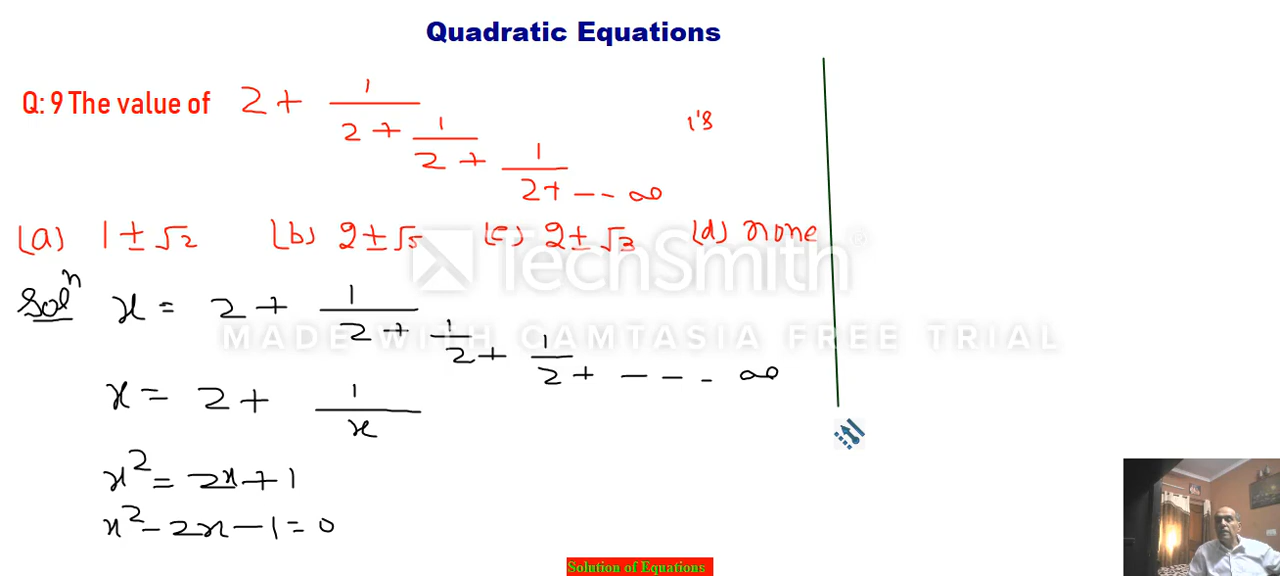 Quadratic Equations
Q: 9 The value of 2 + 1/(2 + 1/(2 + 1/(2 + -- ∞ is
(a) 1 ± √2 (b) 2 ± √5 (c) 2 ± √3 (d) none
TechSmith
Solⁿ x = 2 + 1/(2 + 1/(2 + 1/(2 + --- ∞
MADE WITH CAMTASIA FREE TRIAL
x = 2 + 1/x
x² = 2x + 1
x² - 2x - 1 = 0
Solution of Equations